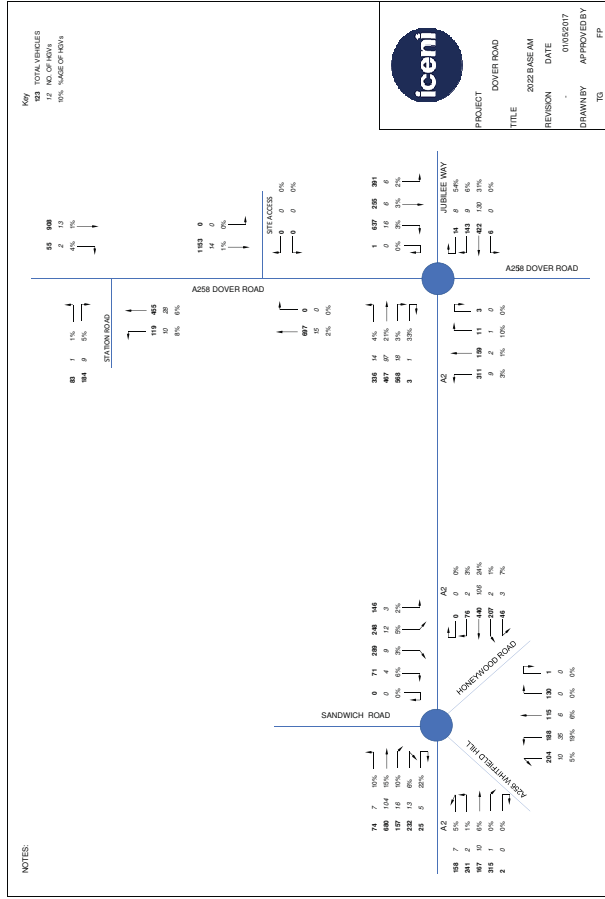 Key
123 TOTAL VEHICLES
12 NO. OF HGVs
10% %AGE OF HGVs
iceni
PROJECT
DOVER ROAD
TITLE
2022 BASE AM
REVISION DATE
- 01/05/2017
DRAWN BY APPROVED BY
TG FP
55 908
2 13
4% 1%
1153 0
14 0
1% 0%
SITE ACCESS
0 0 0%
0 0 0%
A258 DOVER ROAD
STATION ROAD
83 1 1%
184 9 5%
119 455
10 28
8% 6%
697 0
15 0
2% 0%
1 637 255 391
0 16 6 6
0% 3% 3% 2%
JUBILEE WAY
14 8 54%
143 9 6%
422 130 31%
6 0 0%
A258 DOVER ROAD
336 14 4%
467 97 21%
568 18 3%
3 1 33%
A2
311 159 11 3
9 2 1 0
3% 1% 10% 0%
0 71 289 248 146
0 4 9 12 3
0% 6% 3% 5% 2%
A2
0 0 0%
76 2 3%
440 106 24%
207 2 1%
46 3 7%
SANDWICH ROAD
HONEYWOOD ROAD
A256 WHITFIELD HILL
74 7 10%
680 104 15%
157 16 10%
232 13 6%
25 5 22%
A2
158 7 5%
241 2 1%
167 10 6%
315 1 0%
2 0 0%
204 188 115 130 1
10 35 6 0 0
5% 19% 6% 0% 0%
NOTES: